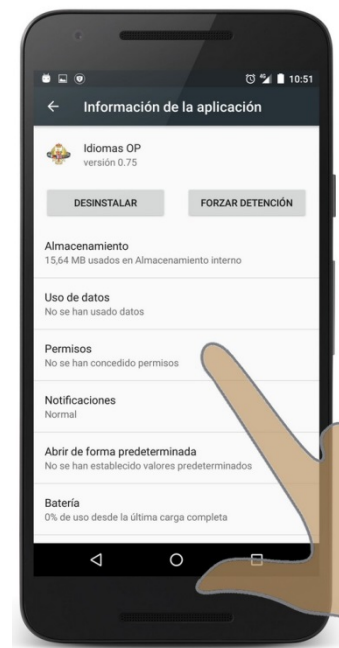 10:51
Información de la aplicación
Idiomas OP
versión 0.75
DESINSTALAR FORZAR DETENCIÓN
Almacenamiento
15,64 MB usados en Almacenamiento interno
Uso de datos
No se han usado datos
Permisos
No se han concedido permisos
Notificaciones
Normal
Abrir de forma predeterminada
No se han establecido valores predeterminados
Batería
0% de uso desde la última carga completa